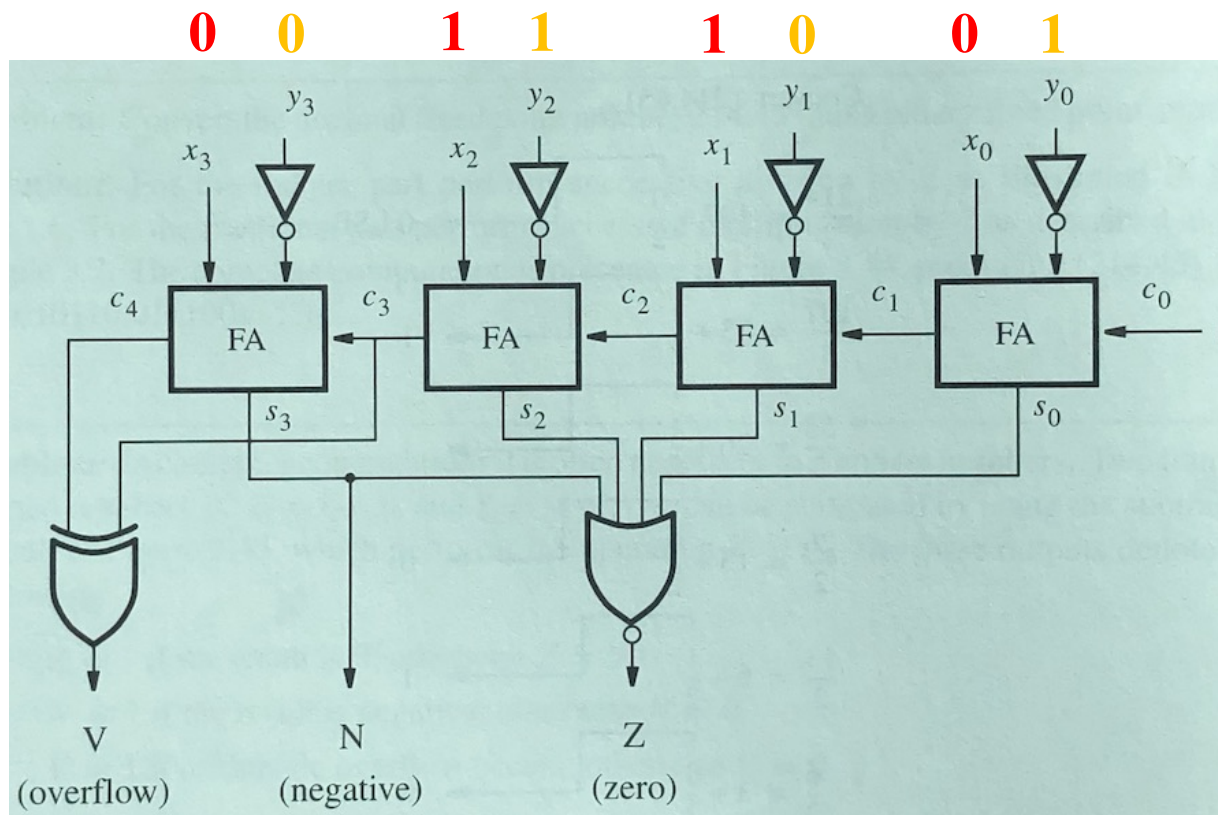 0 0 1 1 1 0 0 1
y3 y2 y1 y0
x3 x2 x1 x0
c4 c3 c2 c1 c0
FA FA FA FA
s3 s2 s1 s0
V N Z
(overflow) (negative) (zero)